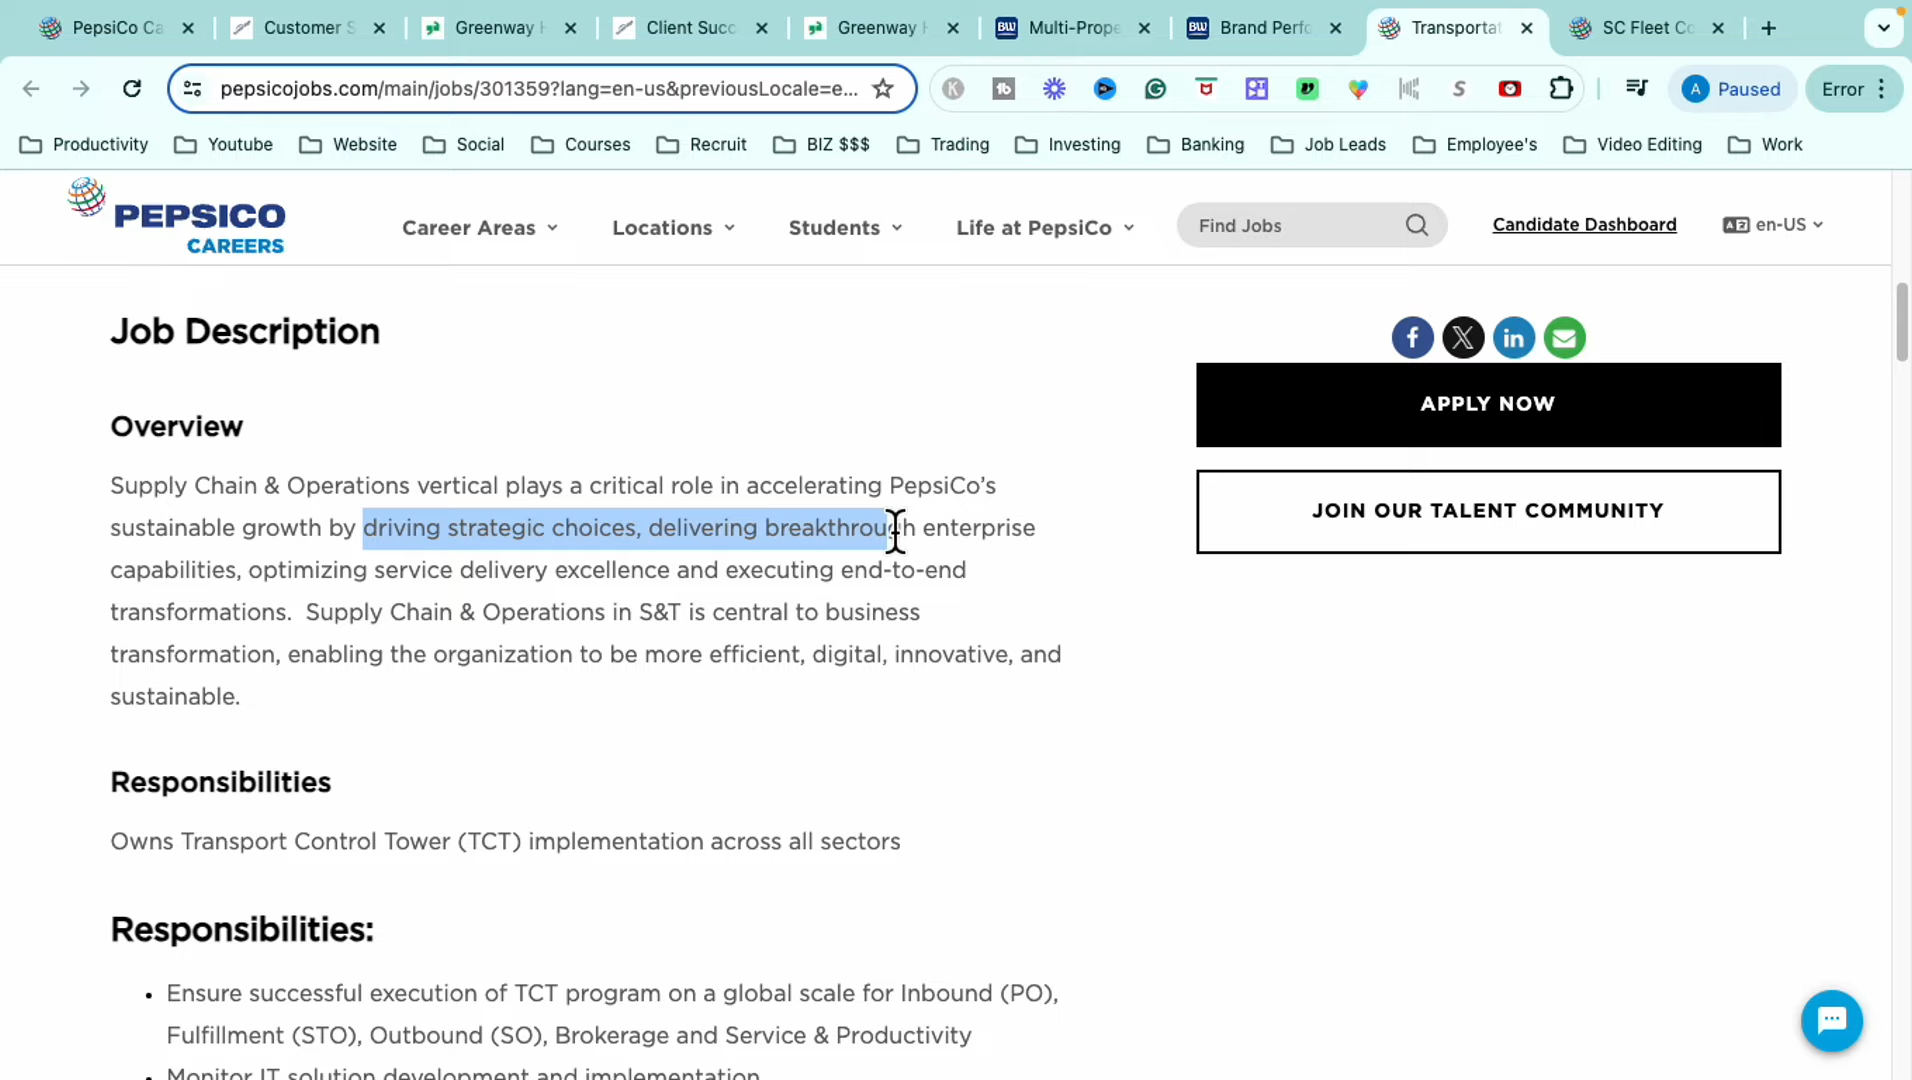 PepsiCo Ca
Customer S
Greenway H
Client Succ
Greenway H
Multi-Prope
Brand Perfo
Transportat
SC Fleet Co
pepsicojobs.com/main/jobs/301359?lang=en-us&previousLocale=e...
A Paused
Error
Productivity
Youtube
Website
Social
Courses
Recruit
BIZ $$$
Trading
Investing
Banking
Job Leads
Employee's
Video Editing
Work
PEPSICO
CAREERS
Career Areas
Locations
Students
Life at PepsiCo
Find Jobs
Candidate Dashboard
en-US
Job Description
APPLY NOW
JOIN OUR TALENT COMMUNITY
Overview
Supply Chain & Operations vertical plays a critical role in accelerating PepsiCo’s
sustainable growth by driving strategic choices, delivering breakthrough enterprise
capabilities, optimizing service delivery excellence and executing end-to-end
transformations.  Supply Chain & Operations in S&T is central to business
transformation, enabling the organization to be more efficient, digital, innovative, and
sustainable.
Responsibilities
Owns Transport Control Tower (TCT) implementation across all sectors
Responsibilities:
• Ensure successful execution of TCT program on a global scale for Inbound (PO),
Fulfillment (STO), Outbound (SO), Brokerage and Service & Productivity
• Monitor IT solution development and implementation